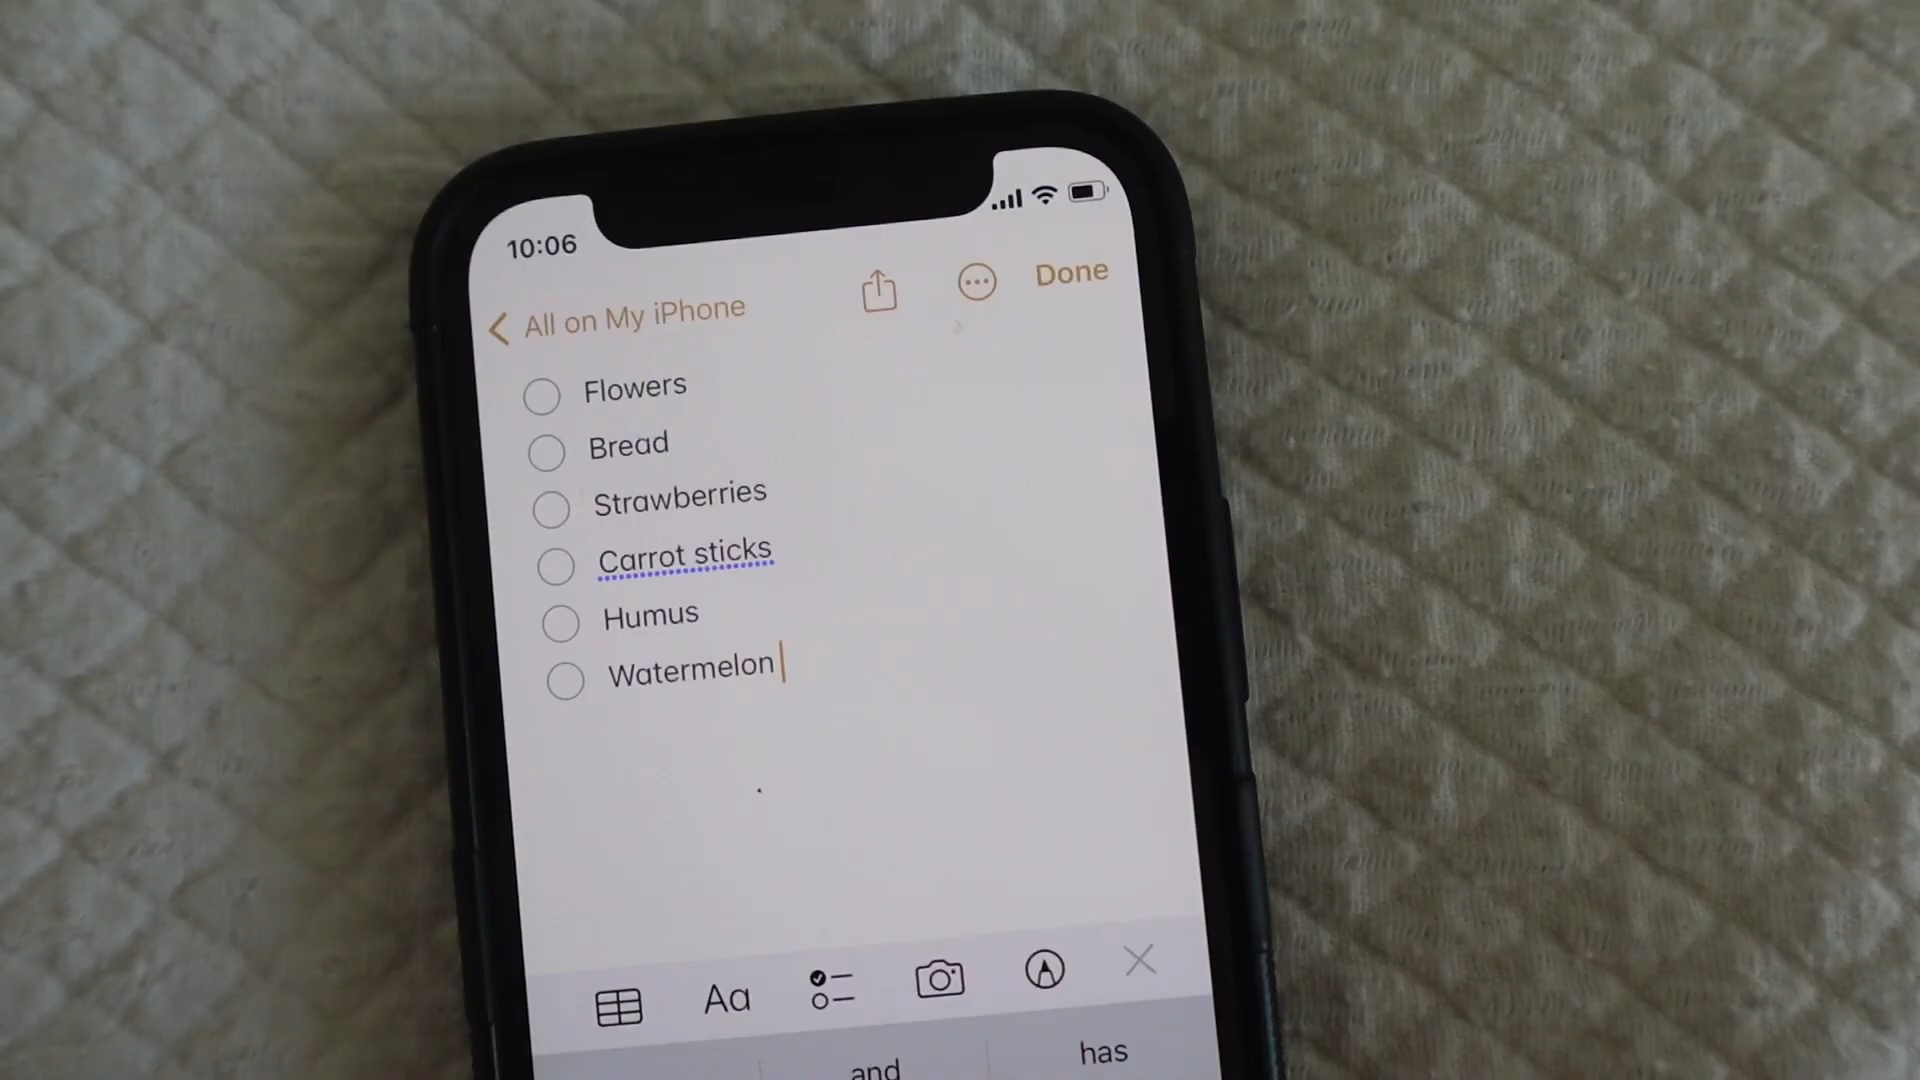 10:06
All on My iPhone
Done
Flowers
Bread
Strawberries
Carrot sticks
Humus
Watermelon
Aa
and
has